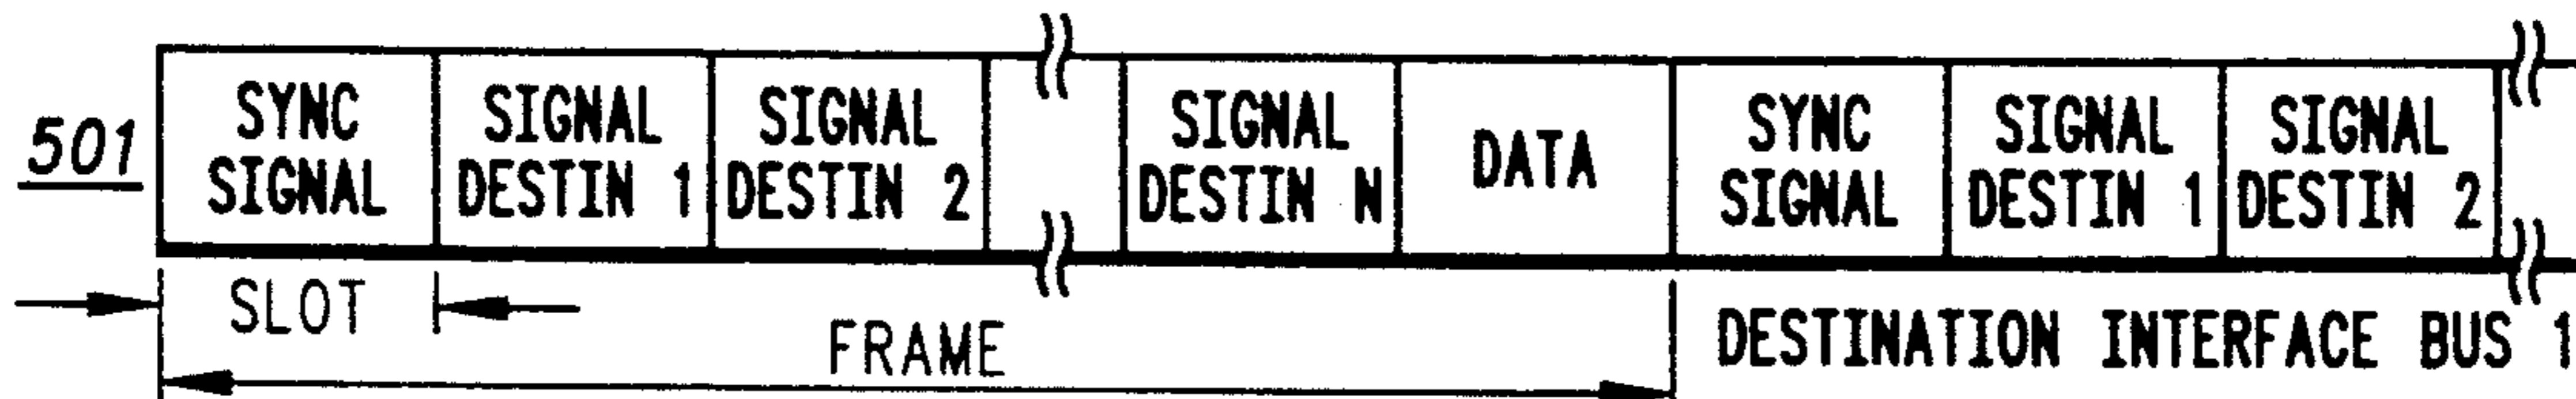 501
SYNC SIGNAL
SIGNAL DESTIN 1
SIGNAL DESTIN 2
SIGNAL DESTIN N
DATA
SYNC SIGNAL
SIGNAL DESTIN 1
SIGNAL DESTIN 2
SLOT
FRAME
DESTINATION INTERFACE BUS 1